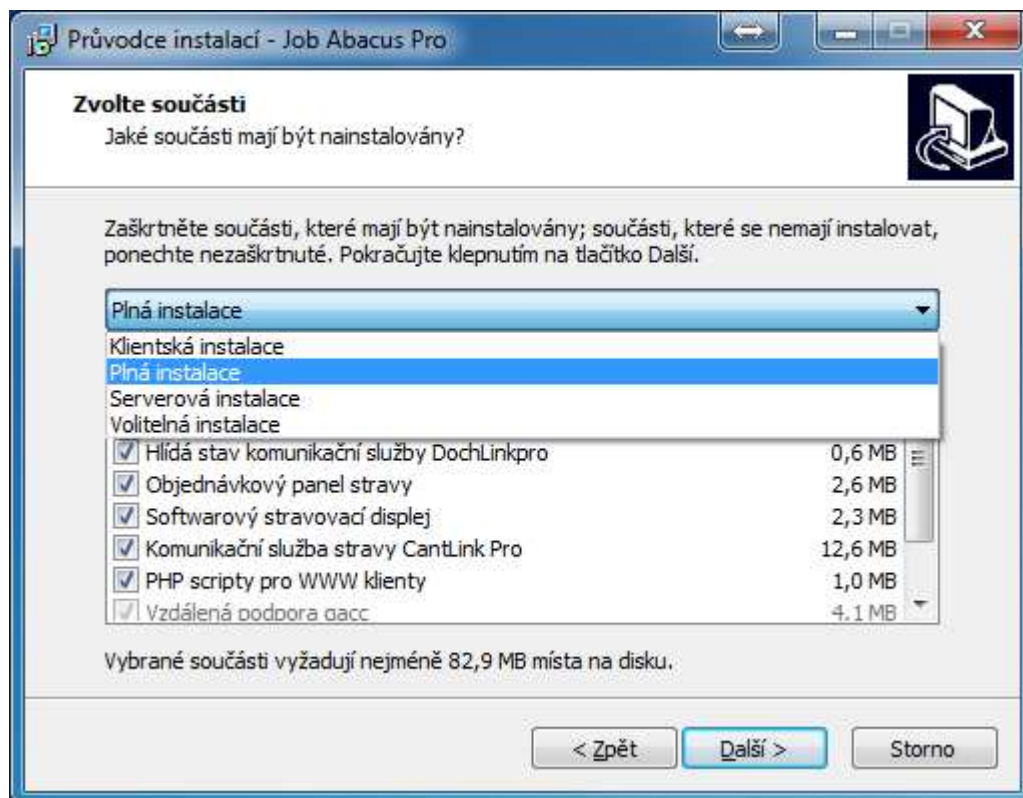 Průvodce instalací - Job Abacus Pro
Zvolte součásti
Jaké součásti mají být nainstalovány?
Zaškrtněte součásti, které mají být nainstalovány; součásti, které se nemají instalovat,
ponechte nezaškrtnuté. Pokračujte klepnutím na tlačítko Další.
Plná instalace
Klientská instalace
Plná instalace
Serverová instalace
Volitelná instalace
Hlídá stav komunikační služby DochLinkpro 0,6 MB
Objednávkový panel stravy 2,6 MB
Softwarový stravovací displej 2,3 MB
Komunikační služba stravy CantLink Pro 12,6 MB
PHP scripty pro WWW klienty 1,0 MB
Vzdálená podpora gacc 4.1 MB
Vybrané součásti vyžadují nejméně 82,9 MB místa na disku.
< Zpět Další > Storno